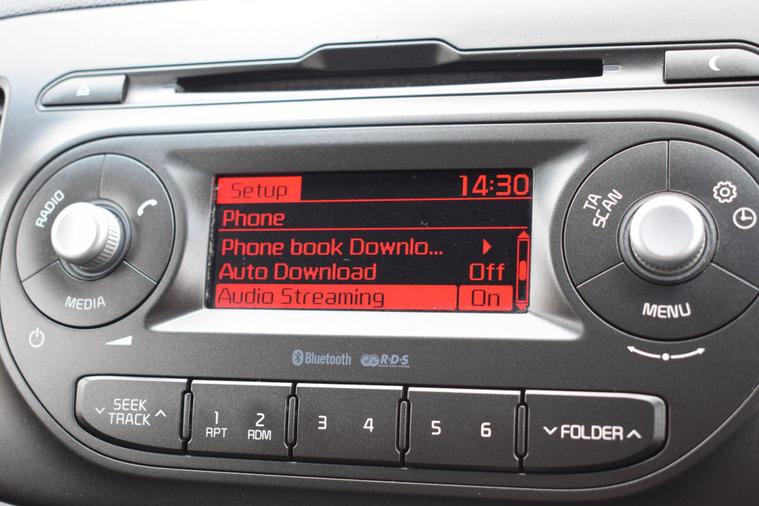 Setup 14:30
Phone
Phone book Downlo...
Auto Download Off
Audio Streaming On
RADIO
MEDIA
TA
SCAN
MENU
Bluetooth R·D·S
SEEK
TRACK
1 2 3 4 5 6
RPT RDM
FOLDER